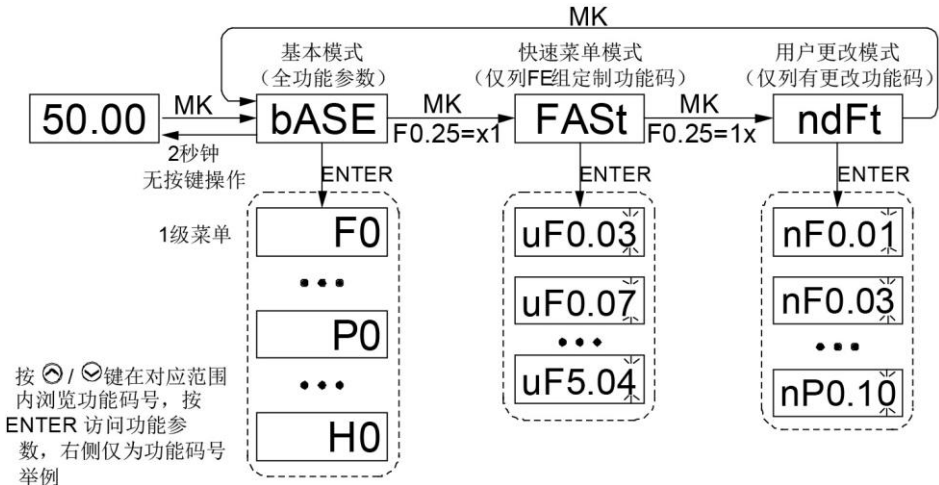 MK
基本模式
（全功能参数）
快速菜单模式
（仅列FE组定制功能码）
用户更改模式
（仅列有更改功能码）
50.00
MK
bASE
MK
F0.25=x1
FASt
MK
F0.25=1x
ndFt
2秒钟
无按键操作
ENTER
ENTER
ENTER
1级菜单
F0
uF0.03
nF0.01
•••
uF0.07
nF0.03
P0
•••
•••
•••
uF5.04
nP0.10
H0
按 / 键在对应范围
内浏览功能码号，按
ENTER 访问功能参
数，右侧仅为功能码号
举例